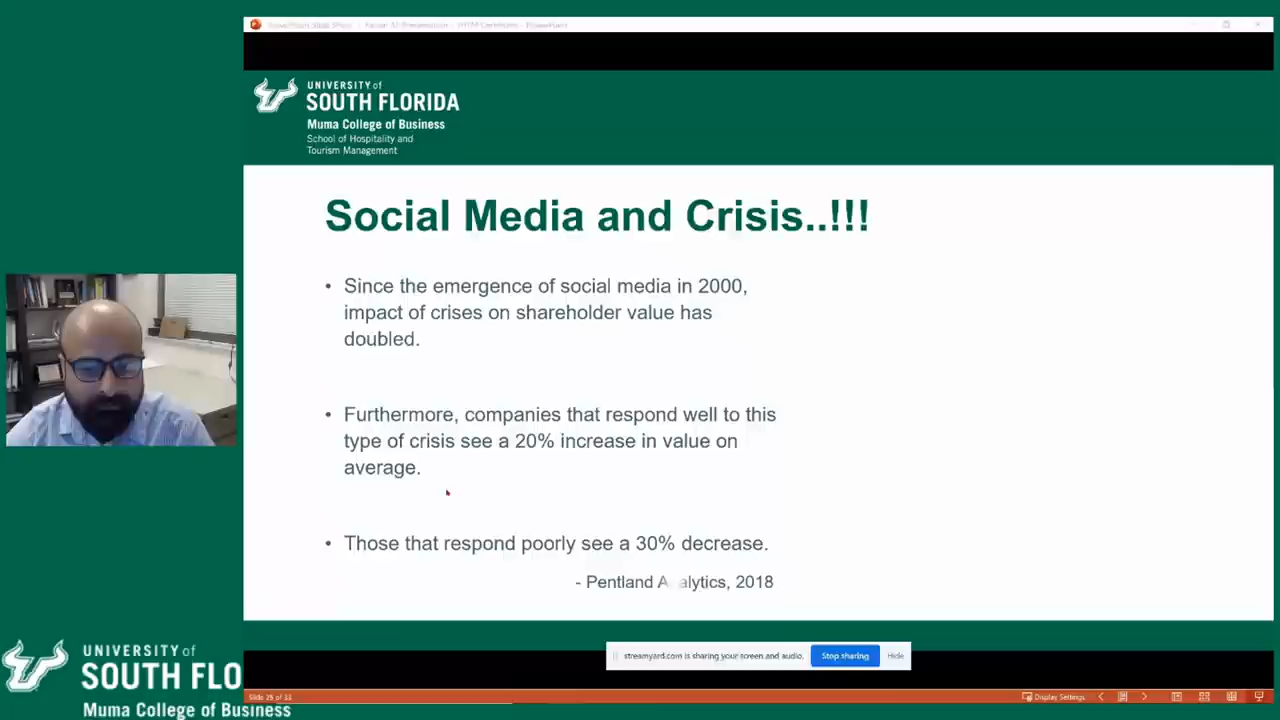 UNIVERSITY of
SOUTH FLORIDA
Muma College of Business
School of Hospitality and
Tourism Management
Social Media and Crisis..!!!
• Since the emergence of social media in 2000,
impact of crises on shareholder value has
doubled.
• Furthermore, companies that respond well to this
type of crisis see a 20% increase in value on
average.
• Those that respond poorly see a 30% decrease.
- Pentland Analytics, 2018
streamyard.com is sharing your screen and audio. Stop sharing Hide
Slide 25 of 33 Display Settings
UNIVERSITY of
SOUTH FLO
Muma College of Business